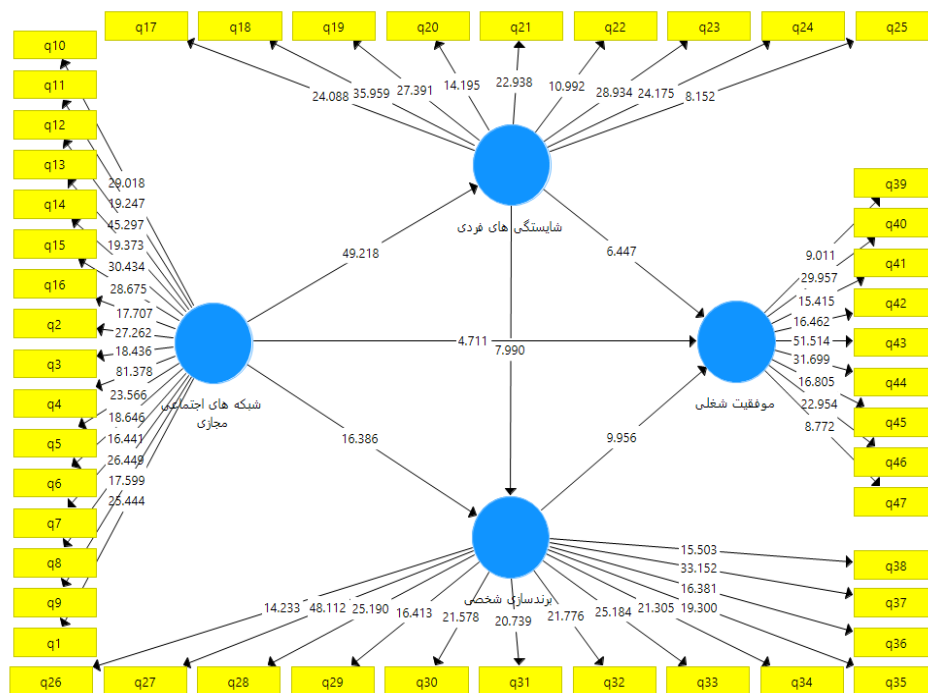 q17
q18
q19
q20
q21
q22
q23
q24
q25
24.088
35.959
27.391
14.195
22.938
10.992
28.934
24.175
8.152
q10
q11
q12
q13
q14
q15
q16
q2
q3
q4
q5
q6
q7
q8
q9
q1
29.018
19.247
45.297
19.373
30.434
28.675
17.707
27.262
18.436
81.378
23.566
18.646
16.441
26.449
17.599
25.444
شایستگی های فردی
شبکه های اجتماعی
مجازی
موفقیت شغلی
برندسازی شخصی
49.218
6.447
4.711
7.990
16.386
9.956
9.011
29.957
15.415
16.462
51.514
31.699
16.805
22.954
8.772
q39
q40
q41
q42
q43
q44
q45
q46
q47
15.503
33.152
16.381
19.300
q38
q37
q36
q35
14.233
48.112
25.190
16.413
21.578
20.739
21.776
25.184
21.305
q26
q27
q28
q29
q30
q31
q32
q33
q34